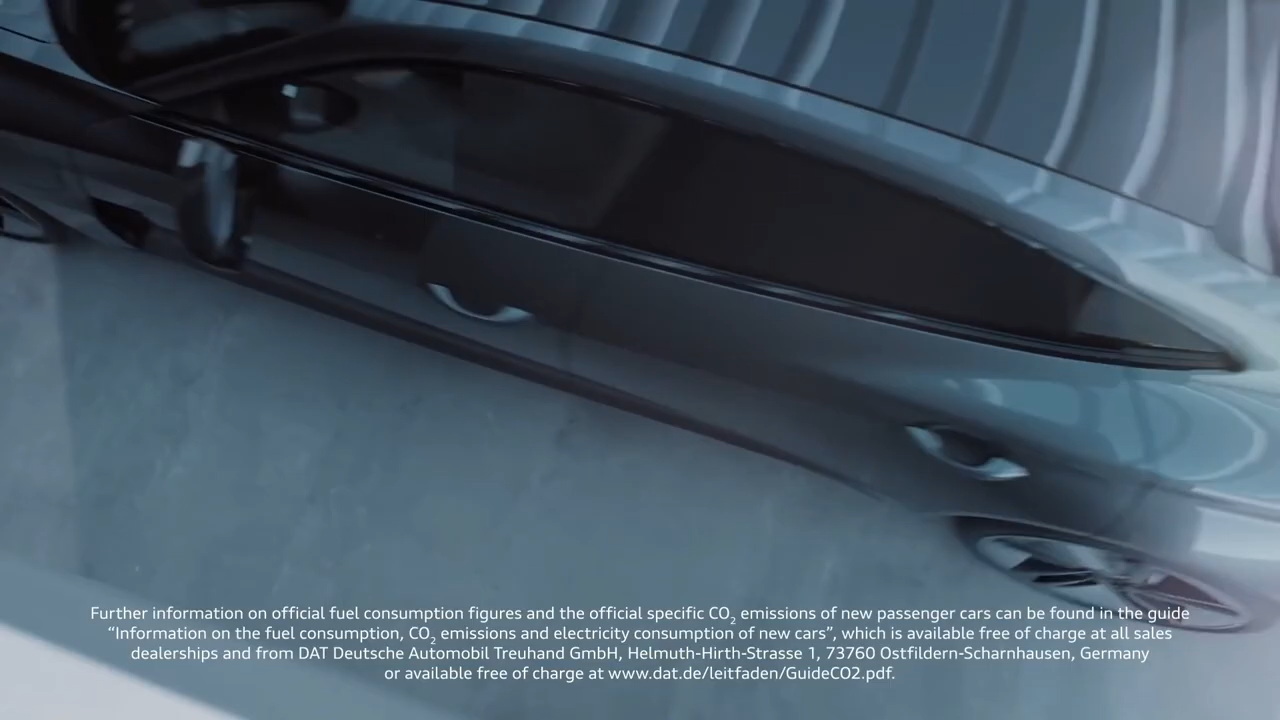 Further information on official fuel consumption figures and the official specific CO₂ emissions of new passenger cars can be found in the guide
“Information on the fuel consumption, CO₂ emissions and electricity consumption of new cars”, which is available free of charge at all sales
dealerships and from DAT Deutsche Automobil Treuhand GmbH, Helmuth-Hirth-Strasse 1, 73760 Ostfildern-Scharnhausen, Germany
or available free of charge at www.dat.de/leitfaden/GuideCO2.pdf.